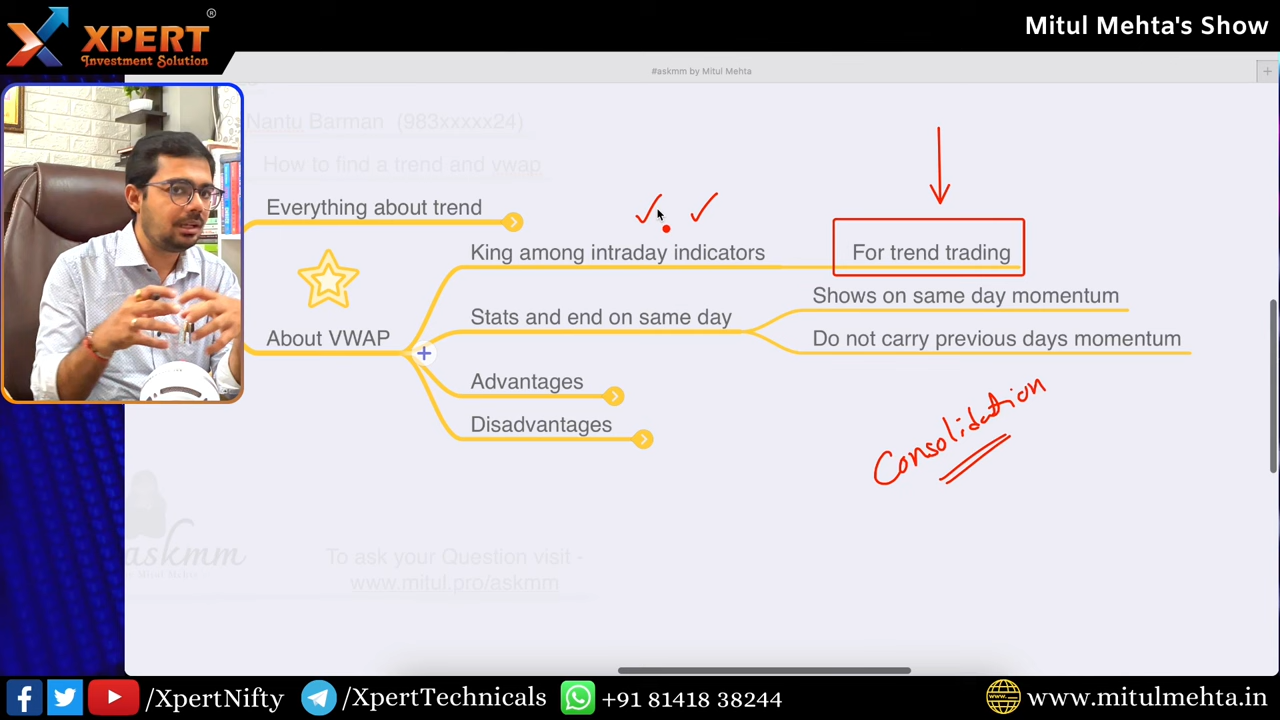 XPERT
Investment Solution
®
Mitul Mehta's Show
#askmm by Mitul Mehta
Nantu Barman (983xxxxx24)
How to find a trend and vwap
Everything about trend
King among intraday indicators
For trend trading
About VWAP
Stats and end on same day
Shows on same day momentum
Do not carry previous days momentum
Advantages
Disadvantages
Consolidation
askmm
To ask your Question visit -
www.mitul.pro/askmm
/XpertNifty
/XpertTechnicals
+91 81418 38244
www.mitulmehta.in